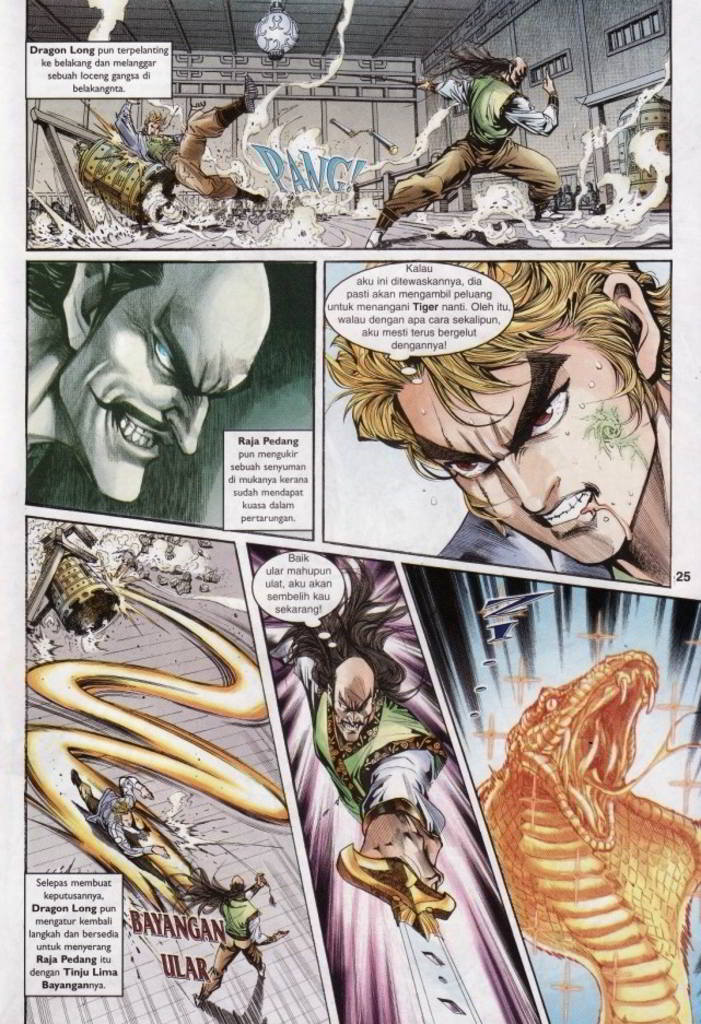 Dragon Long pun terpelanting
ke belakang dan melanggar
sebuah loceng gangsa di
belakangnta.
PANG!
Raja Pedang
pun mengukir
sebuah senyuman
di mukanya kerana
sudah mendapat
kuasa dalam
pertarungan.
Kalau
aku ini ditewaskannya, dia
pasti akan mengambil peluang
untuk menangani Tiger nanti. Oleh itu,
walau dengan apa cara sekalipun,
aku mesti terus bergelut
dengannya!
25
Selepas membuat
keputusannya,
Dragon Long pun
mengatur kembali
langkah dan bersedia
untuk menyerang
Raja Pedang itu
dengan Tinju Lima
Bayangannya.
BAYANGAN
ULAR
Baik
ular mahupun
ulat, aku akan
sembelih kau
sekarang!